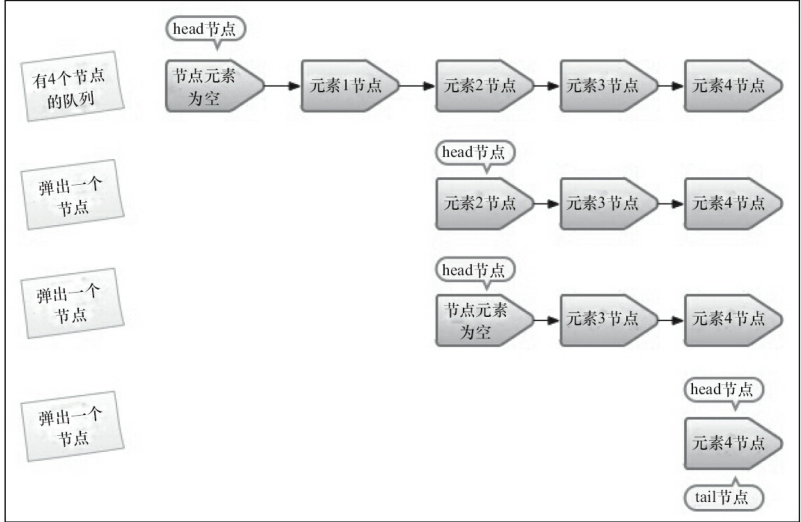 head节点
有4个节点
的队列
节点元素
为空
元素1节点
元素2节点
元素3节点
元素4节点
head节点
弹出一个
节点
元素2节点
元素3节点
元素4节点
head节点
弹出一个
节点
节点元素
为空
元素3节点
元素4节点
head节点
弹出一个
节点
元素4节点
tail节点